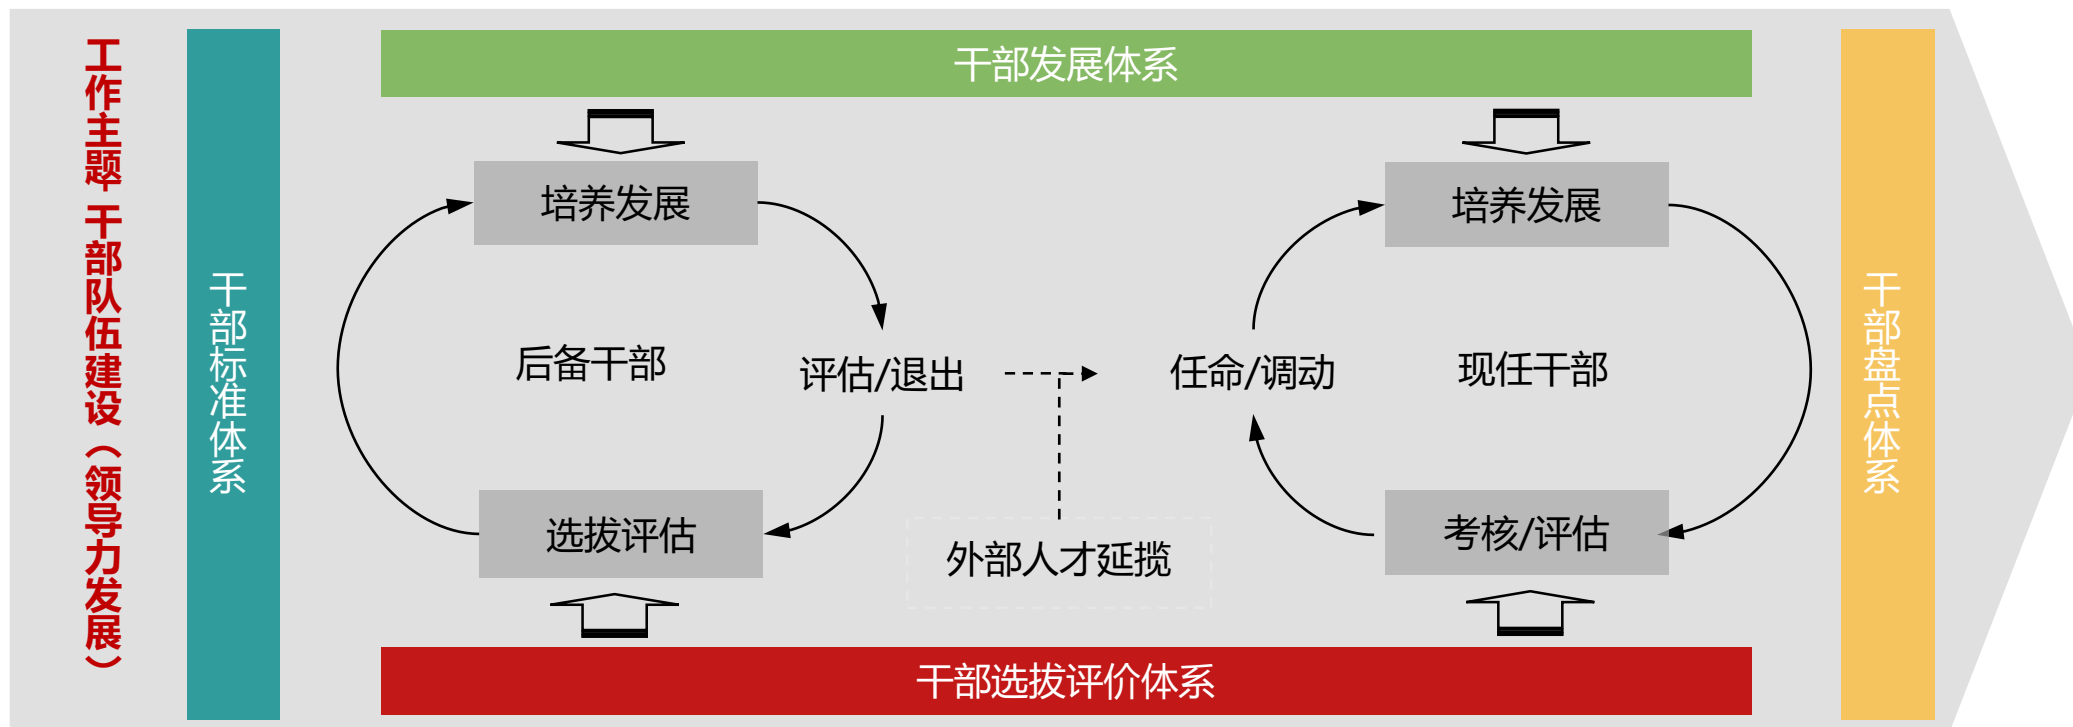 工作主题：干部队伍建设（领导力发展）
干部标准体系
干部发展体系
培养发展
培养发展
后备干部
评估/退出
任命/调动
现任干部
选拔评估
外部人才延揽
考核/评估
干部选拔评价体系
干部盘点体系